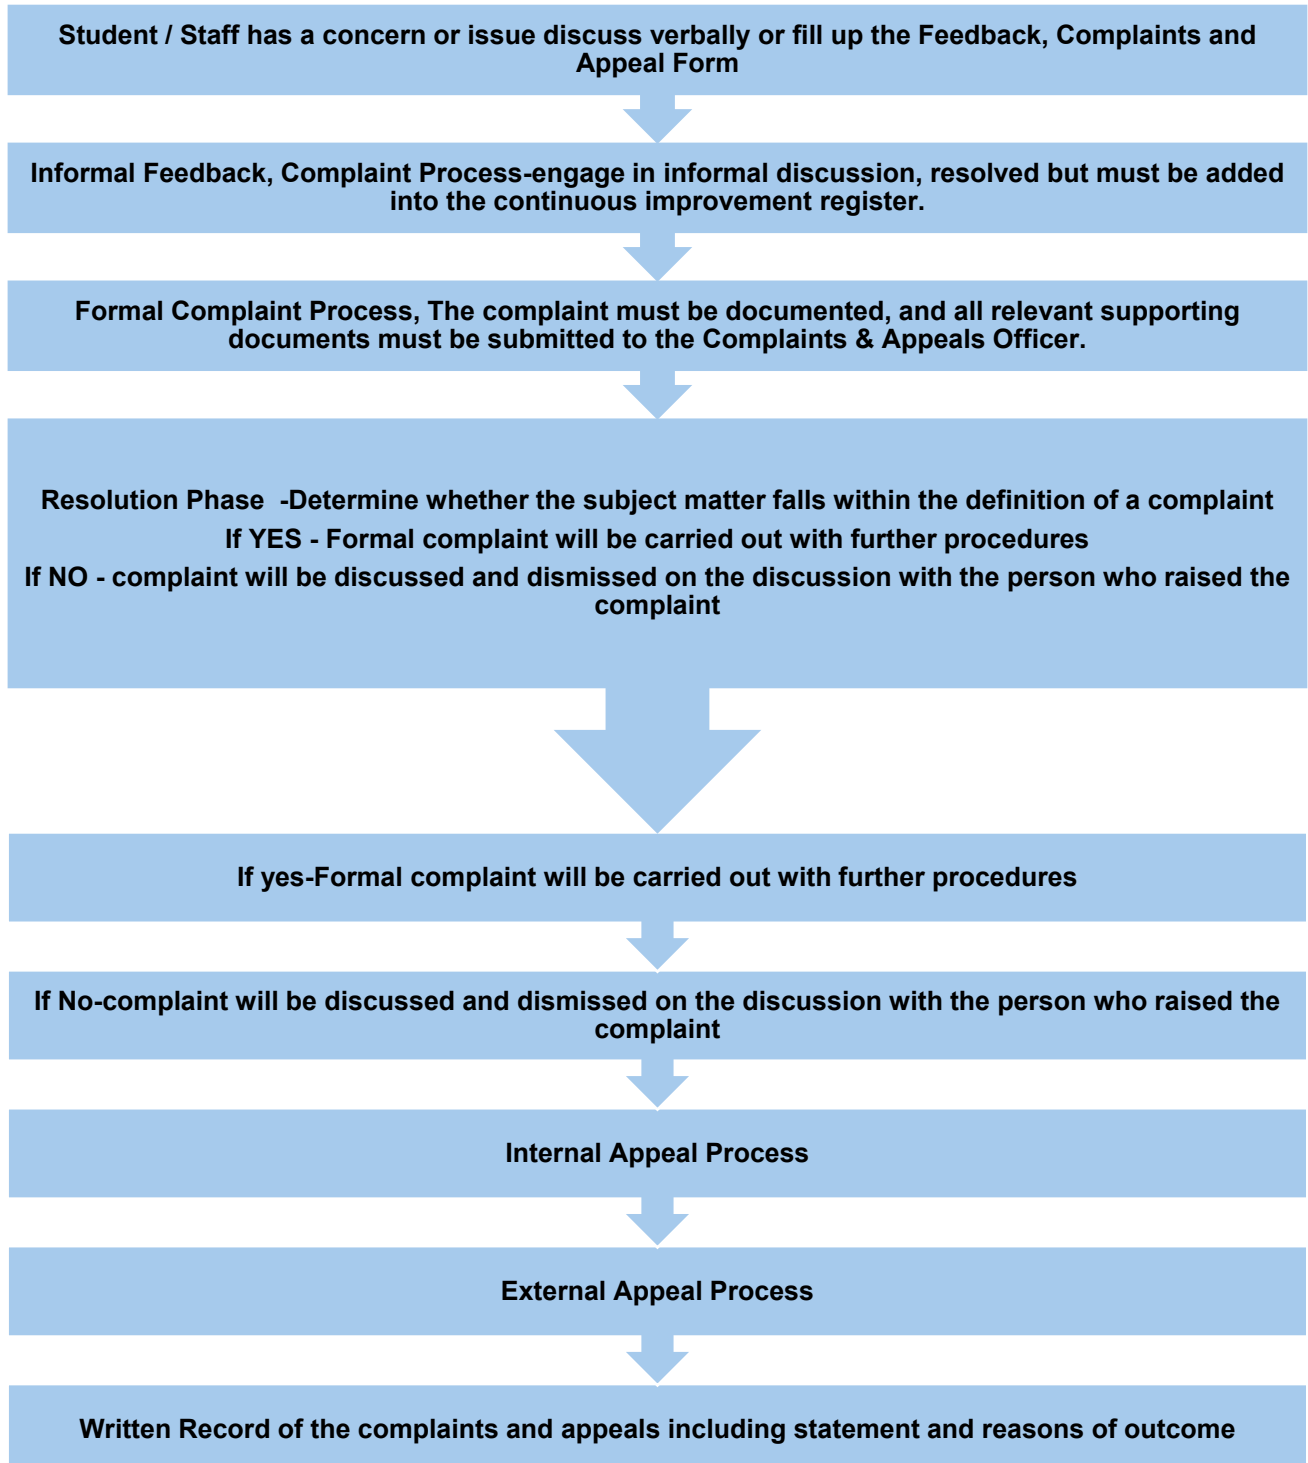 Student / Staff has a concern or issue discuss verbally or fill up the Feedback, Complaints and
Appeal Form
Informal Feedback, Complaint Process-engage in informal discussion, resolved but must be added
into the continuous improvement register.
Formal Complaint Process, The complaint must be documented, and all relevant supporting
documents must be submitted to the Complaints & Appeals Officer.
Resolution Phase  -Determine whether the subject matter falls within the definition of a complaint
If YES - Formal complaint will be carried out with further procedures
If NO - complaint will be discussed and dismissed on the discussion with the person who raised the
complaint
If yes-Formal complaint will be carried out with further procedures
If No-complaint will be discussed and dismissed on the discussion with the person who raised the
complaint
Internal Appeal Process
External Appeal Process
Written Record of the complaints and appeals including statement and reasons of outcome